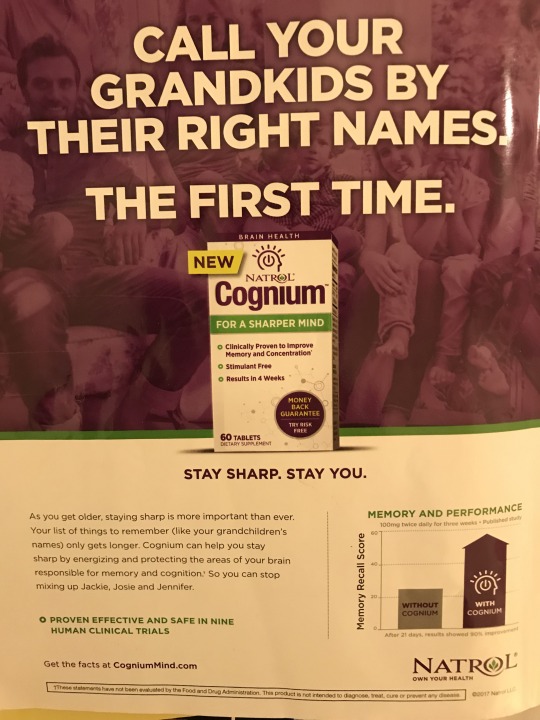 CALL YOUR
GRANDKIDS BY
THEIR RIGHT NAMES.
THE FIRST TIME.
BRAIN HEALTH
NEW
NATROL®
Cognium™
FOR A SHARPER MIND
Clinically Proven to Improve
Memory and Concentration†
Stimulant Free
Results in 4 Weeks
MONEY
BACK
GUARANTEE
TRY RISK
FREE
60 TABLETS
DIETARY SUPPLEMENT
STAY SHARP. STAY YOU.
As you get older, staying sharp is more important than ever.
Your list of things to remember (like your grandchildren's
names) only gets longer. Cognium can help you stay
sharp by energizing and protecting the areas of your brain
responsible for memory and cognition.† So you can stop
mixing up Jackie, Josie and Jennifer.
PROVEN EFFECTIVE AND SAFE IN NINE
HUMAN CLINICAL TRIALS
Get the facts at CogniumMind.com
MEMORY AND PERFORMANCE
100mg twice daily for three weeks • Published study
Memory Recall Score
60
40
20
0
WITHOUT
COGNIUM
WITH
COGNIUM
After 21 days, results showed 90% improvement
NATROL®
OWN YOUR HEALTH
†These statements have not been evaluated by the Food and Drug Administration. This product is not intended to diagnose, treat, cure or prevent any disease.
©2017 Natrol LLC